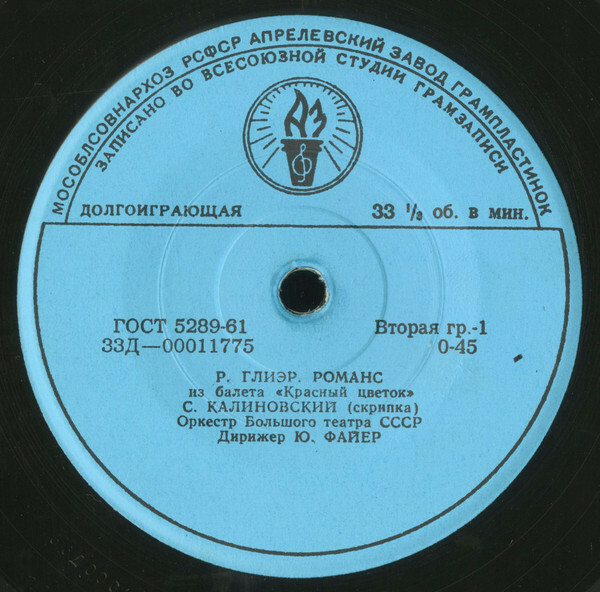 МОСОБЛСОВНАРХОЗ РСФСР АПРЕЛЕВСКИЙ ЗАВОД ГРАМПЛАСТИНОК
ЗАПИСАНО ВО ВСЕСОЮЗНОЙ СТУДИИ ГРАМЗАПИСИ
АЗ
ДОЛГОИГРАЮЩАЯ 33 ⅓ об. в мин.
ГОСТ 5289-61 Вторая гр.-1
33Д—00011775 0-45
Р. ГЛИЭР. РОМАНС
из балета «Красный цветок»
С. КАЛИНОВСКИЙ (скрипка)
Оркестр Большого театра СССР
Дирижер Ю. ФАЙЕР